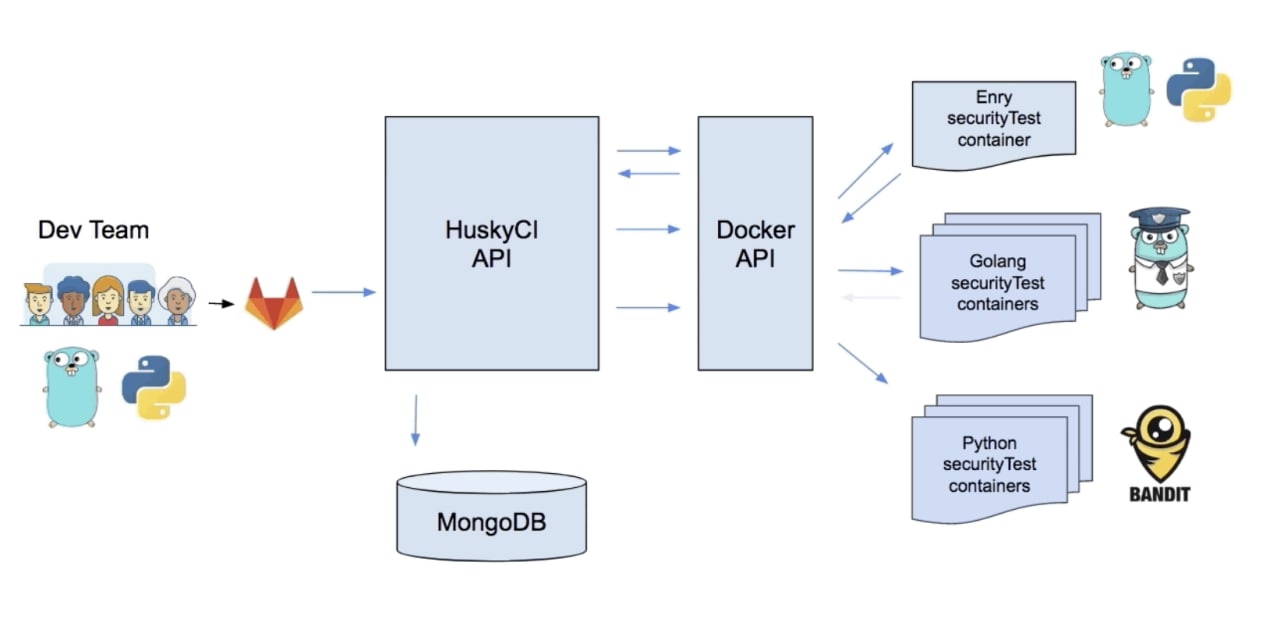 Dev Team
HuskyCI
API
MongoDB
Docker
API
Enry
securityTest
container
Golang
securityTest
containers
Python
securityTest
containers
BANDIT